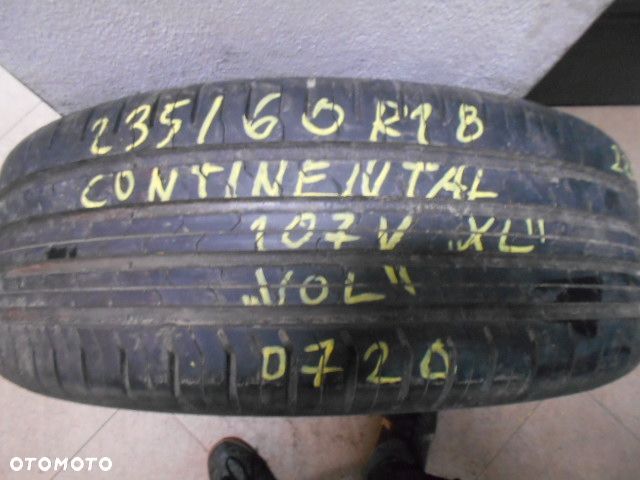 235/60 R18
CONTINENTAL
107V „XL"
„VOL"
0720
OTOMOTO